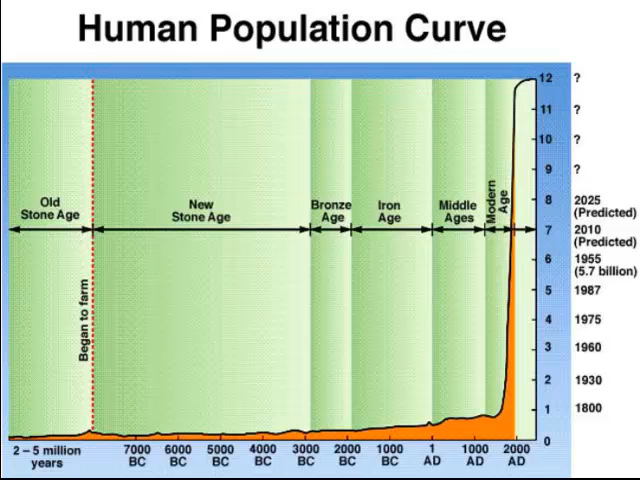 Human Population Curve
12 ?
11 ?
10 ?
9 ?
8 2025
(Predicted)
7 2010
(Predicted)
6 1955
(5.7 billion)
5 1987
4 1975
3 1960
2 1930
1 1800
0
Old
Stone Age
New
Stone Age
Bronze
Age
Iron
Age
Middle
Ages
Modern
Age
Began to farm
2 – 5 million
years
7000
BC
6000
BC
5000
BC
4000
BC
3000
BC
2000
BC
1000
BC
1
AD
1000
AD
2000
AD